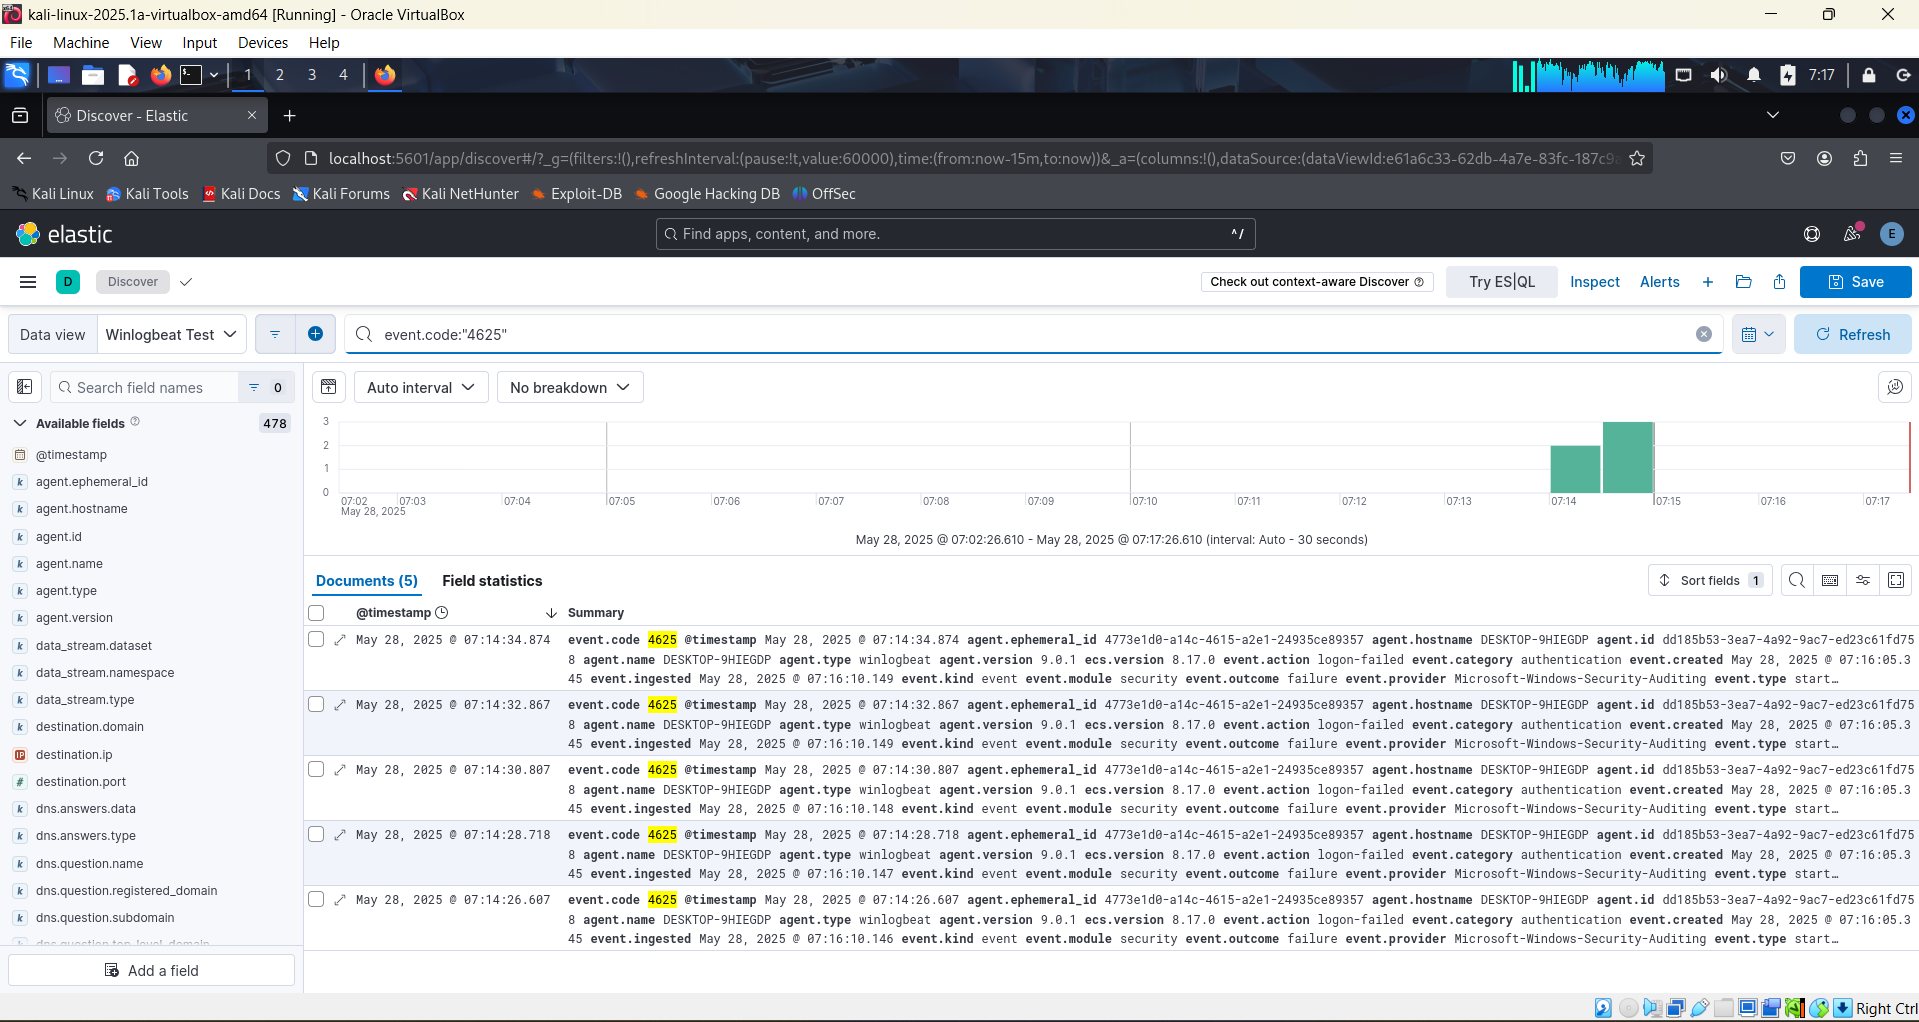 kali-linux-2025.1a-virtualbox-amd64 [Running] - Oracle VirtualBox
File Machine View Input Devices Help
1 2 3 4 7:17
Discover - Elastic
localhost:5601/app/discover#/?_g=(filters:!(),refreshInterval:(pause:!t,value:60000),time:(from:now-15m,to:now))&_a=(columns:!(),dataSource:(dataViewId:e61a6c33-62db-4a7e-83fc-187c9a
Kali Linux Kali Tools Kali Docs Kali Forums Kali NetHunter Exploit-DB Google Hacking DB OffSec
elastic Find apps, content, and more. ^/ E
D Discover Check out context-aware Discover Try ES|QL Inspect Alerts Save
Data view Winlogbeat Test event.code:"4625" Refresh
Search field names 0 Auto interval No breakdown
Available fields 478
@timestamp
agent.ephemeral_id
agent.hostname
agent.id
agent.name
agent.type
agent.version
data_stream.dataset
data_stream.namespace
data_stream.type
destination.domain
destination.ip
destination.port
dns.answers.data
dns.answers.type
dns.question.name
dns.question.registered_domain
dns.question.subdomain
dns.question.top_level_domain
Add a field
3
2
1
0
07:02 07:03 07:04 07:05 07:06 07:07 07:08 07:09 07:10 07:11 07:12 07:13 07:14 07:15 07:16 07:17
May 28, 2025
May 28, 2025 @ 07:02:26.610 - May 28, 2025 @ 07:17:26.610 (interval: Auto - 30 seconds)
Documents (5) Field statistics Sort fields 1
@timestamp Summary
May 28, 2025 @ 07:14:34.874 event.code 4625 @timestamp May 28, 2025 @ 07:14:34.874 agent.ephemeral_id 4773e1d0-a14c-4615-a2e1-24935ce89357 agent.hostname DESKTOP-9HIEGDP agent.id dd185b53-3ea7-4a92-9ac7-ed23c61fd75
8 agent.name DESKTOP-9HIEGDP agent.type winlogbeat agent.version 9.0.1 ecs.version 8.17.0 event.action logon-failed event.category authentication event.created May 28, 2025 @ 07:16:05.3
45 event.ingested May 28, 2025 @ 07:16:10.149 event.kind event event.module security event.outcome failure event.provider Microsoft-Windows-Security-Auditing event.type start…
May 28, 2025 @ 07:14:32.867 event.code 4625 @timestamp May 28, 2025 @ 07:14:32.867 agent.ephemeral_id 4773e1d0-a14c-4615-a2e1-24935ce89357 agent.hostname DESKTOP-9HIEGDP agent.id dd185b53-3ea7-4a92-9ac7-ed23c61fd75
8 agent.name DESKTOP-9HIEGDP agent.type winlogbeat agent.version 9.0.1 ecs.version 8.17.0 event.action logon-failed event.category authentication event.created May 28, 2025 @ 07:16:05.3
45 event.ingested May 28, 2025 @ 07:16:10.149 event.kind event event.module security event.outcome failure event.provider Microsoft-Windows-Security-Auditing event.type start…
May 28, 2025 @ 07:14:30.807 event.code 4625 @timestamp May 28, 2025 @ 07:14:30.807 agent.ephemeral_id 4773e1d0-a14c-4615-a2e1-24935ce89357 agent.hostname DESKTOP-9HIEGDP agent.id dd185b53-3ea7-4a92-9ac7-ed23c61fd75
8 agent.name DESKTOP-9HIEGDP agent.type winlogbeat agent.version 9.0.1 ecs.version 8.17.0 event.action logon-failed event.category authentication event.created May 28, 2025 @ 07:16:05.3
45 event.ingested May 28, 2025 @ 07:16:10.148 event.kind event event.module security event.outcome failure event.provider Microsoft-Windows-Security-Auditing event.type start…
May 28, 2025 @ 07:14:28.718 event.code 4625 @timestamp May 28, 2025 @ 07:14:28.718 agent.ephemeral_id 4773e1d0-a14c-4615-a2e1-24935ce89357 agent.hostname DESKTOP-9HIEGDP agent.id dd185b53-3ea7-4a92-9ac7-ed23c61fd75
8 agent.name DESKTOP-9HIEGDP agent.type winlogbeat agent.version 9.0.1 ecs.version 8.17.0 event.action logon-failed event.category authentication event.created May 28, 2025 @ 07:16:05.3
45 event.ingested May 28, 2025 @ 07:16:10.147 event.kind event event.module security event.outcome failure event.provider Microsoft-Windows-Security-Auditing event.type start…
May 28, 2025 @ 07:14:26.607 event.code 4625 @timestamp May 28, 2025 @ 07:14:26.607 agent.ephemeral_id 4773e1d0-a14c-4615-a2e1-24935ce89357 agent.hostname DESKTOP-9HIEGDP agent.id dd185b53-3ea7-4a92-9ac7-ed23c61fd75
8 agent.name DESKTOP-9HIEGDP agent.type winlogbeat agent.version 9.0.1 ecs.version 8.17.0 event.action logon-failed event.category authentication event.created May 28, 2025 @ 07:16:05.3
45 event.ingested May 28, 2025 @ 07:16:10.146 event.kind event event.module security event.outcome failure event.provider Microsoft-Windows-Security-Auditing event.type start…
Right Ctrl